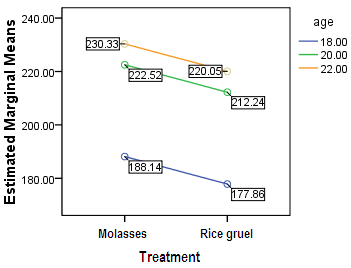 240.00
220.00
200.00
180.00
Estimated Marginal Means
230.33
222.52
220.05
212.24
188.14
177.86
Molasses
Rice gruel
Treatment
age
18.00
20.00
22.00